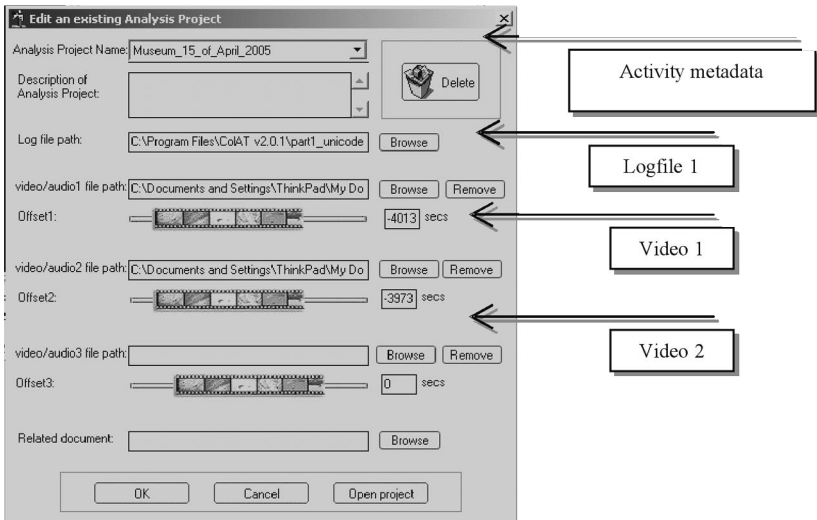 Edit an existing Analysis Project
Analysis Project Name: Museum_15_of_April_2005
Description of
Analysis Project:
Delete
Activity metadata
Log file path: C:\Program Files\ColAT v2.0.1\part1_unicode Browse
Logfile 1
video/audio1 file path: C:\Documents and Settings\ThinkPad\My Do Browse Remove
Offset1: -4013 secs
Video 1
video/audio2 file path: C:\Documents and Settings\ThinkPad\My Do Browse Remove
Offset2: -3973 secs
Video 2
video/audio3 file path: Browse Remove
Offset3: 0 secs
Related document: Browse
OK Cancel Open project